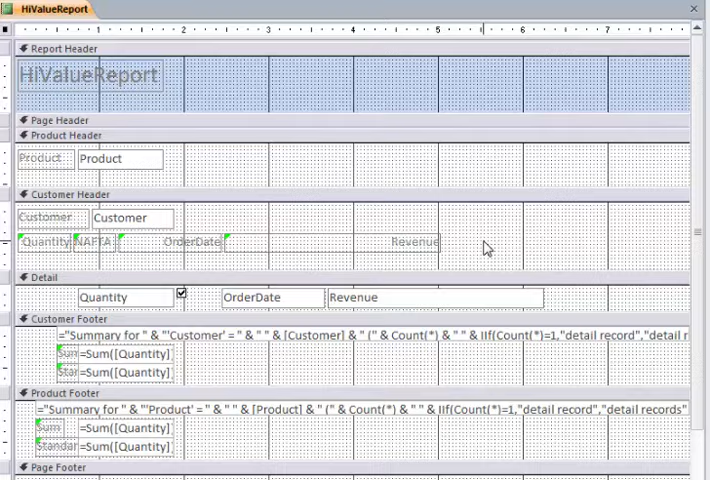 HiValueReport
1 2 3 4 5 6 7
Report Header
HiValueReport
Page Header
Product Header
Product Product
Customer Header
Customer Customer
Quantity NAFTA OrderDate Revenue
Detail
Quantity OrderDate Revenue
Customer Footer
="Summary for " & "'Customer' = " & " " & [Customer] & " (" & Count(*) & " " & IIf(Count(*)=1,"detail record","detail r
Sum =Sum([Quantity]
Star =Sum([Quantity]
Product Footer
="Summary for " & "'Product' = " & " " & [Product] & " (" & Count(*) & " " & IIf(Count(*)=1,"detail record","detail records"
Sum =Sum([Quantity]
Standar =Sum([Quantity]
Page Footer